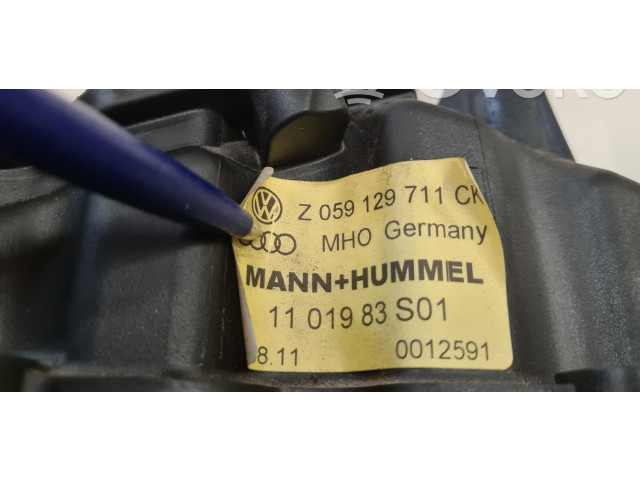 Z 059 129 711 CK
MHO Germany
MANN+HUMMEL
11 019 83 S01
8.11 0012591